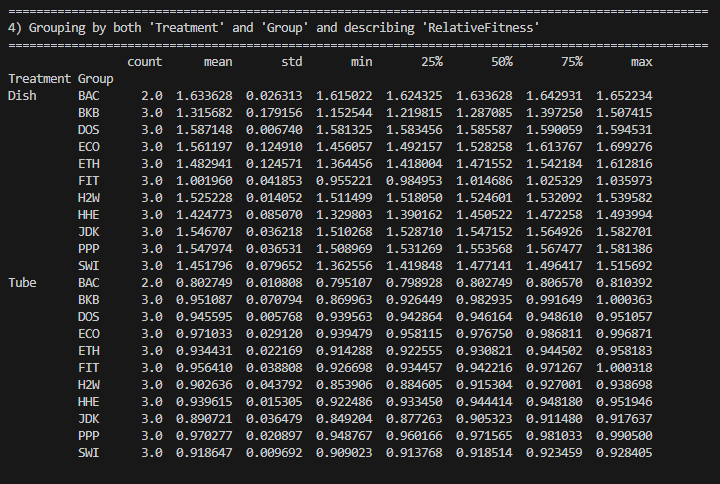 ====================================================================================================
4) Grouping by both 'Treatment' and 'Group' and describing 'RelativeFitness'
====================================================================================================
                 count      mean       std       min       25%       50%       75%       max
Treatment Group
Dish      BAC      2.0  1.633628  0.026313  1.615022  1.624325  1.633628  1.642931  1.652234
          BKB      3.0  1.315682  0.179156  1.152544  1.219815  1.287085  1.397250  1.507415
          DOS      3.0  1.587148  0.006740  1.581325  1.583456  1.585587  1.590059  1.594531
          ECO      3.0  1.561197  0.124910  1.456057  1.492157  1.528258  1.613767  1.699276
          ETH      3.0  1.482941  0.124571  1.364456  1.418004  1.471552  1.542184  1.612816
          FIT      3.0  1.001960  0.041853  0.955221  0.984953  1.014686  1.025329  1.035973
          H2W      3.0  1.525228  0.014052  1.511499  1.518050  1.524601  1.532092  1.539582
          HHE      3.0  1.424773  0.085070  1.329803  1.390162  1.450522  1.472258  1.493994
          JDK      3.0  1.546707  0.036218  1.510268  1.528710  1.547152  1.564926  1.582701
          PPP      3.0  1.547974  0.036531  1.508969  1.531269  1.553568  1.567477  1.581386
          SWI      3.0  1.451796  0.079652  1.362556  1.419848  1.477141  1.496417  1.515692
Tube      BAC      2.0  0.802749  0.010808  0.795107  0.798928  0.802749  0.806570  0.810392
          BKB      3.0  0.951087  0.070794  0.869963  0.926449  0.982935  0.991649  1.000363
          DOS      3.0  0.945595  0.005768  0.939563  0.942864  0.946164  0.948610  0.951057
          ECO      3.0  0.971033  0.029120  0.939479  0.958115  0.976750  0.986811  0.996871
          ETH      3.0  0.934431  0.022169  0.914288  0.922555  0.930821  0.944502  0.958183
          FIT      3.0  0.956410  0.038808  0.926698  0.934457  0.942216  0.971267  1.000318
          H2W      3.0  0.902636  0.043792  0.853906  0.884605  0.915304  0.927001  0.938698
          HHE      3.0  0.939615  0.015305  0.922486  0.933450  0.944414  0.948180  0.951946
          JDK      3.0  0.890721  0.036479  0.849204  0.877263  0.905323  0.911480  0.917637
          PPP      3.0  0.970277  0.020897  0.948767  0.960166  0.971565  0.981033  0.990500
          SWI      3.0  0.918647  0.009692  0.909023  0.913768  0.918514  0.923459  0.928405